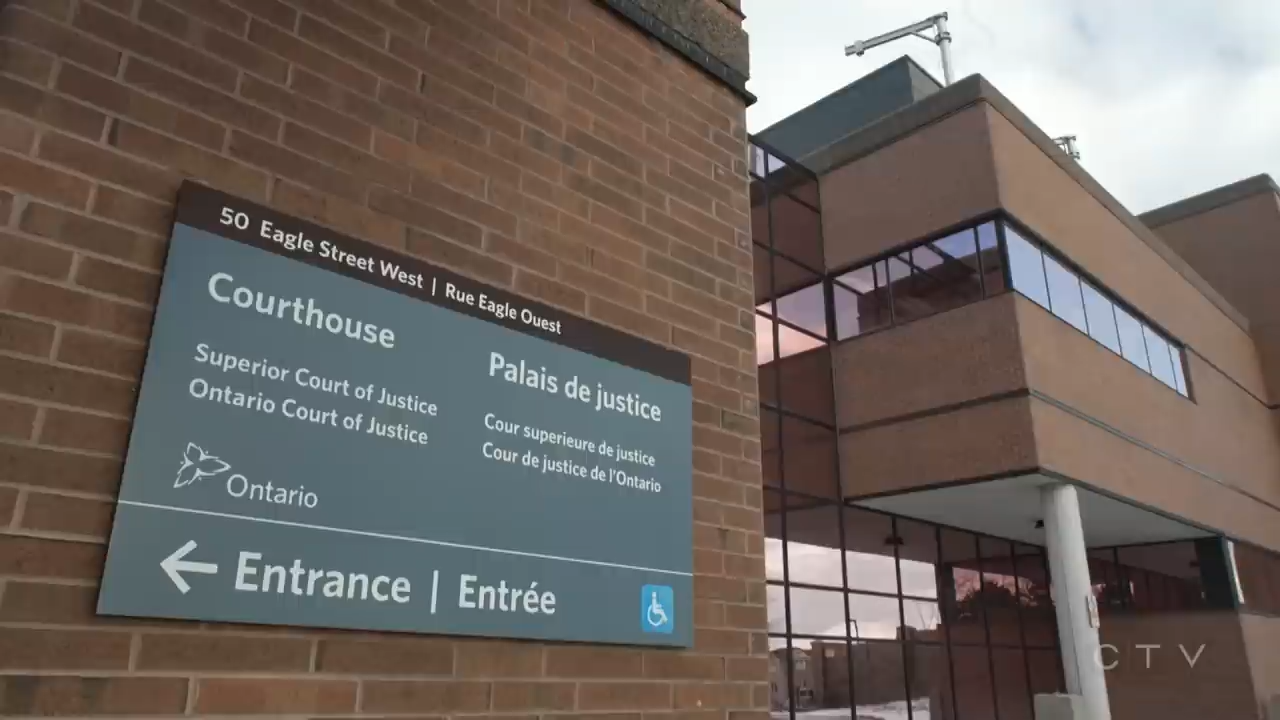 50 Eagle Street West | Rue Eagle Ouest
Courthouse
Superior Court of Justice
Ontario Court of Justice
Palais de justice
Cour superieure de justice
Cour de justice de l'Ontario
Ontario
Entrance | Entrée
CTV